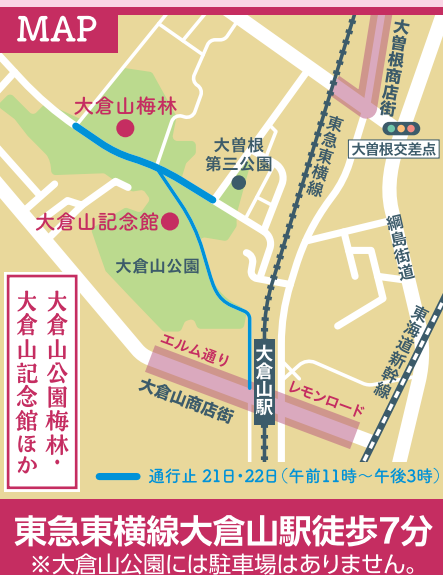 MAP
大倉山梅林
大曽根商店街
大曽根
第三公園
東急東横線
大曽根交差点
大倉山記念館
綱島街道
大倉山公園
東海道新幹線
エルム通り
大倉山駅
レモンロード
大倉山商店街
大倉山公園梅林・
大倉山記念館ほか
通行止 21日・22日（午前11時～午後3時）
東急東横線大倉山駅徒歩7分
※大倉山公園には駐車場はありません。